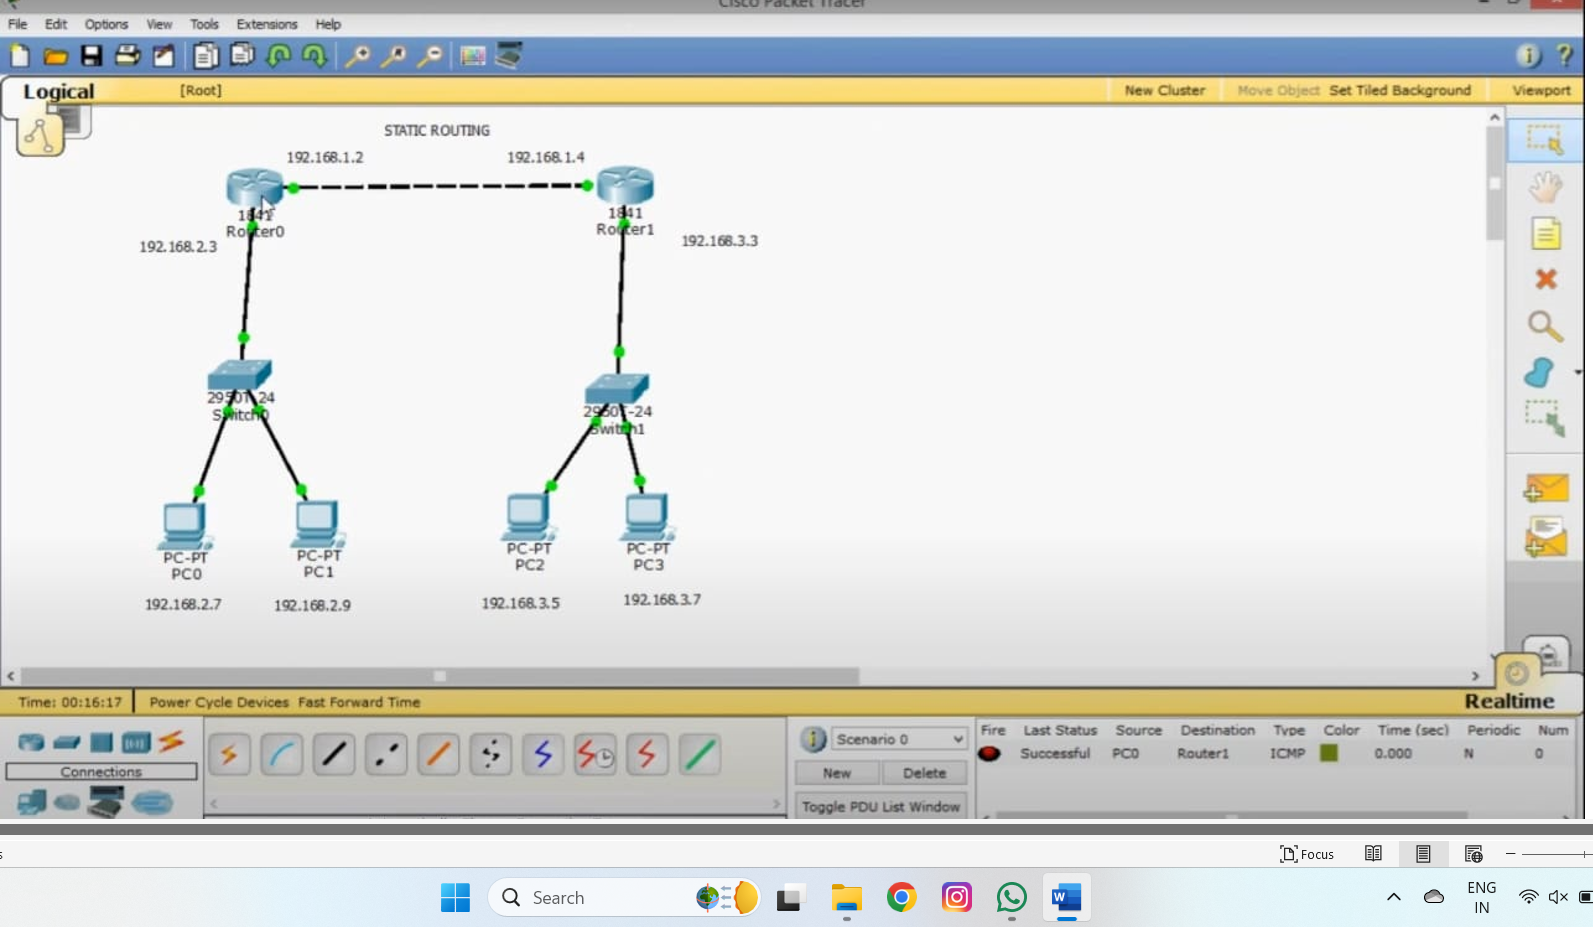 Cisco Packet Tracer
File Edit Options View Tools Extensions Help
Logical [Root] New Cluster Move Object Set Tiled Background Viewport
STATIC ROUTING
192.168.1.2 192.168.1.4
1841
Router0
1841
Router1
192.168.2.3
192.168.3.3
2950T-24
Switch0
2950T-24
Switch1
PC-PT
PC0
PC-PT
PC1
PC-PT
PC2
PC-PT
PC3
192.168.2.7
192.168.2.9
192.168.3.5
192.168.3.7
Time: 00:16:17 Power Cycle Devices Fast Forward Time
Realtime
Connections
Scenario 0
New Delete
Toggle PDU List Window
Fire Last Status Source Destination Type Color Time (sec) Periodic Num
Successful PC0 Router1 ICMP 0.000 N 0
Focus
Search
ENG
IN